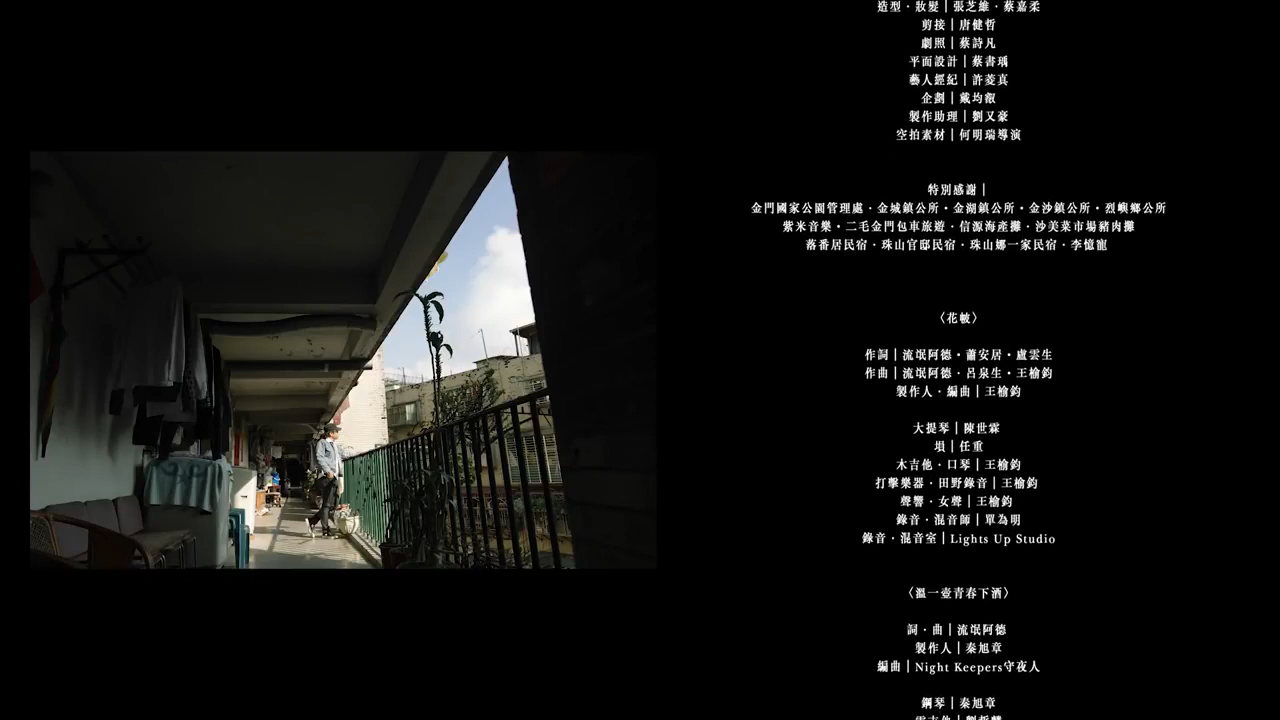 造型・妝髮｜張芝維・蔡嘉柔
剪接｜唐健哲
劇照｜蔡詩凡
平面設計｜蔡書瑀
藝人經紀｜許菱真
企劃｜戴均叡
製作助理｜劉又豪
空拍素材｜何明瑞導演
特別感謝｜
金門國家公園管理處・金城鎮公所・金湖鎮公所・金沙鎮公所・烈嶼鄉公所
紫米音樂・二毛金門包車旅遊・信源海產攤・沙美菜市場豬肉攤
落番居民宿・珠山官邸民宿・珠山娜一家民宿・李憶寵
〈花帔〉
作詞｜流氓阿德・蕭安居・盧雲生
作曲｜流氓阿德・呂泉生・王榆鈞
製作人・編曲｜王榆鈞
大提琴｜陳世霖
塤｜任重
木吉他・口琴｜王榆鈞
打擊樂器・田野錄音｜王榆鈞
聲響・女聲｜王榆鈞
錄音・混音師｜單為明
錄音・混音室｜Lights Up Studio
〈溫一壺青春下酒〉
詞・曲｜流氓阿德
製作人｜秦旭章
編曲｜Night Keepers守夜人
鋼琴｜秦旭章